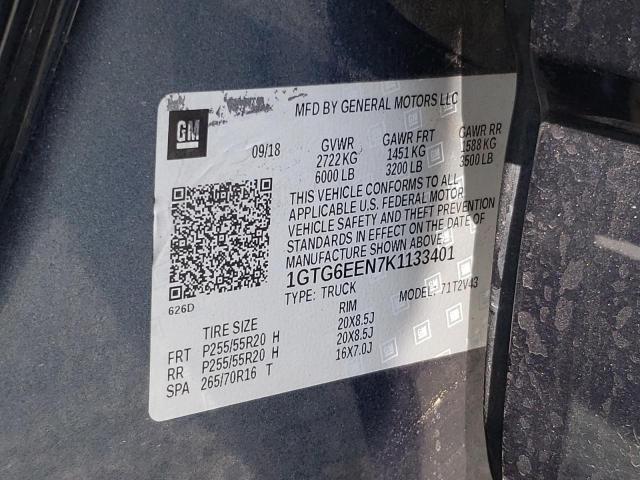 GM
MFD BY GENERAL MOTORS LLC
09/18 GVWR GAWR FRT GAWR RR
2722 KG 1451 KG 1588 KG
6000 LB 3200 LB 3500 LB
THIS VEHICLE CONFORMS TO ALL
APPLICABLE U.S. FEDERAL MOTOR
VEHICLE SAFETY AND THEFT PREVENTION
STANDARDS IN EFFECT ON THE DATE OF
MANUFACTURE SHOWN ABOVE.
1GTG6EEN7K1133401
TYPE: TRUCK MODEL: 71T2V43
626D
TIRE SIZE RIM
FRT P255/55R20 H 20X8.5J
RR P255/55R20 H 20X8.5J
SPA 265/70R16 T 16X7.0J